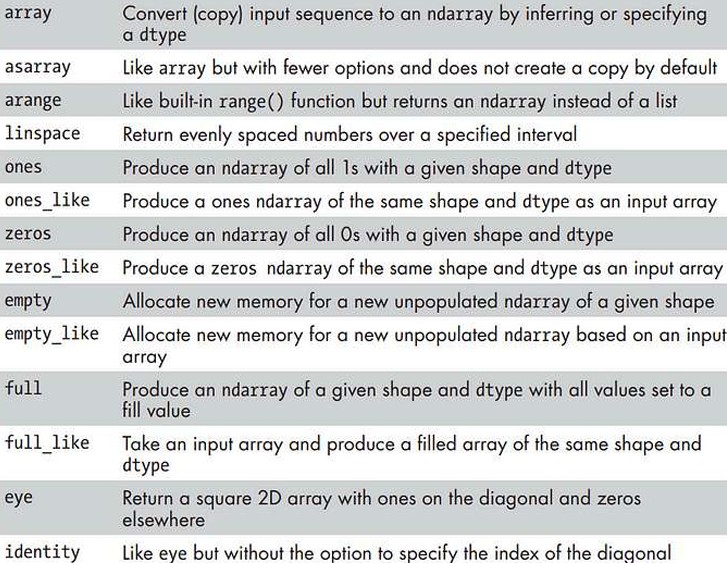 array Convert (copy) input sequence to an ndarray by inferring or specifying
a dtype
asarray Like array but with fewer options and does not create a copy by default
arange Like built-in range() function but returns an ndarray instead of a list
linspace Return evenly spaced numbers over a specified interval
ones Produce an ndarray of all 1s with a given shape and dtype
ones_like Produce a ones ndarray of the same shape and dtype as an input array
zeros Produce an ndarray of all 0s with a given shape and dtype
zeros_like Produce a zeros ndarray of the same shape and dtype as an input array
empty Allocate new memory for a new unpopulated ndarray of a given shape
empty_like Allocate new memory for a new unpopulated ndarray based on an input
array
full Produce an ndarray of a given shape and dtype with all values set to a
fill value
full_like Take an input array and produce a filled array of the same shape and
dtype
eye Return a square 2D array with ones on the diagonal and zeros
elsewhere
identity Like eye but without the option to specify the index of the diagonal